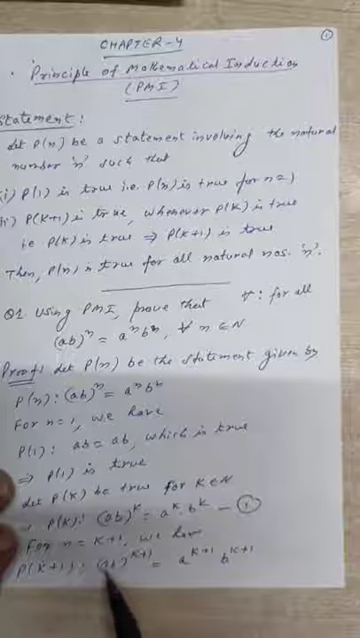 ①
CHAPTER-4
• Principle of Mathematical Induction
(PMI)
Statement:
Let P(n) be a statement involving the natural
number 'n' such that
(i) P(1) is true i.e. P(n) is true for n=1
(ii) P(K+1) is true, whenever P(K) is true
ie P(K) is true ⇒ P(K+1) is true
Then, P(n) is true for all natural nos. 'n'.
Q1 Using PMI, prove that ∀: for all
(ab)ⁿ = aⁿbⁿ, ∀ n ∈ N
Proof: Let P(n) be the statement given by
P(n): (ab)ⁿ = aⁿbⁿ
For n=1, we have
P(1): ab = ab, which is true
⇒ P(1) is true
Let P(K) be true for K∈N
⇒ P(K): (ab)^K = a^K. b^K — ①
For n = K+1, we have
P(K+1): (ab)^K+1 = a^K+1 b^K+1